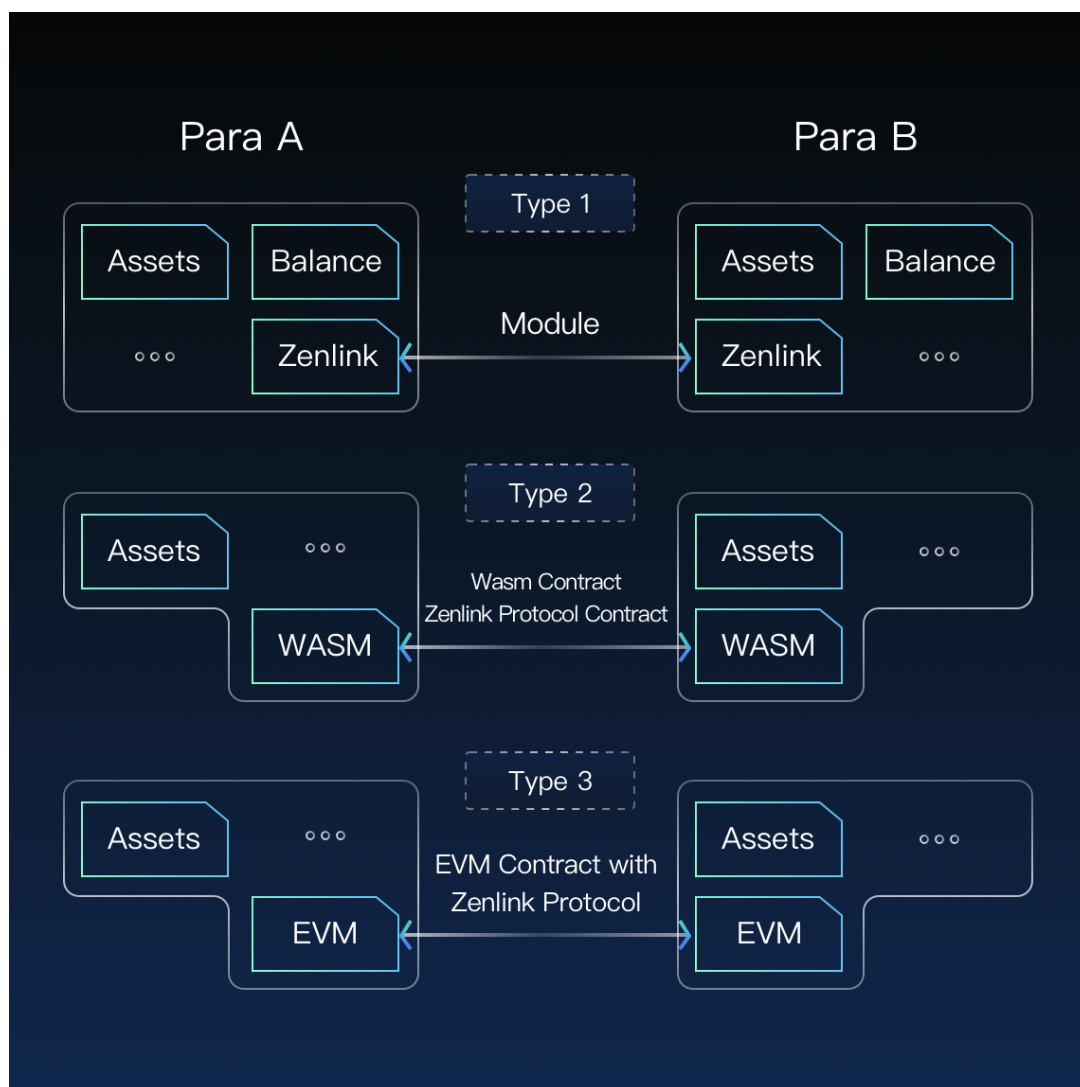 Para A
Para B
Type 1
Assets
Balance
Assets
Balance
Module
Zenlink
Zenlink
Type 2
Assets
Assets
Wasm Contract
Zenlink Protocol Contract
WASM
WASM
Type 3
Assets
Assets
EVM Contract with
Zenlink Protocol
EVM
EVM